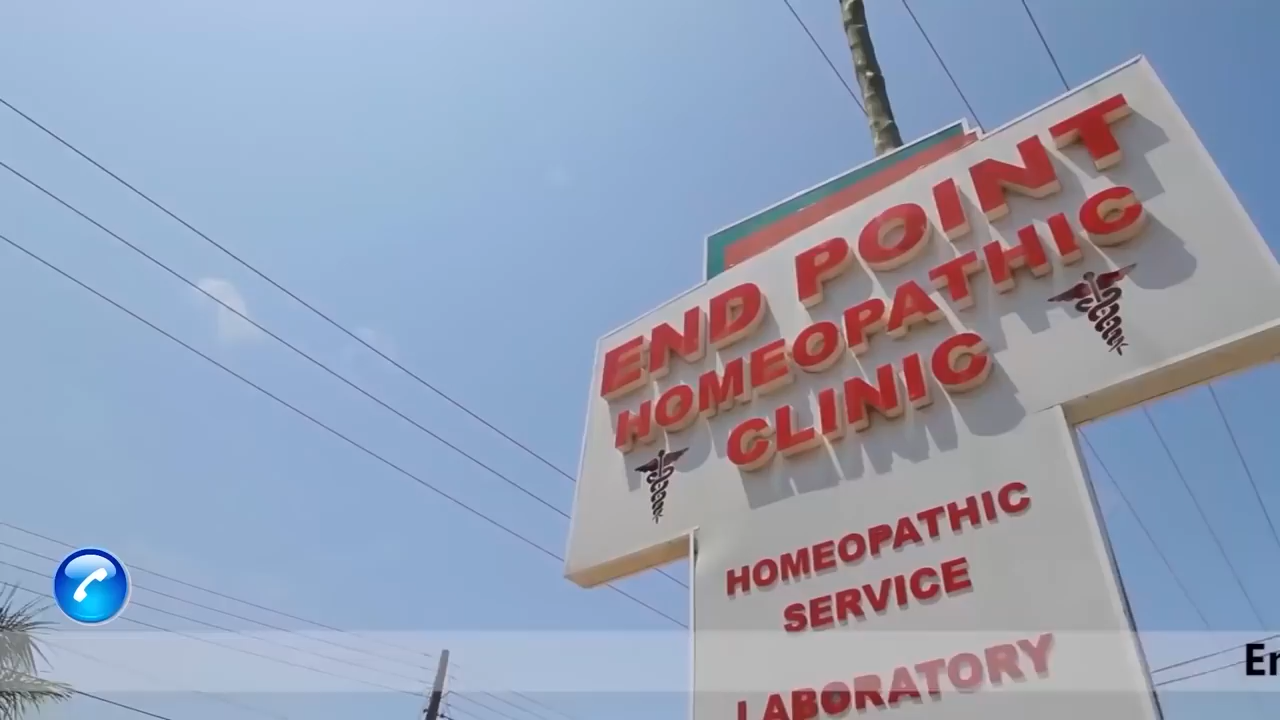 END POINT
HOMEOPATHIC
CLINIC
HOMEOPATHIC
SERVICE
LABORATORY